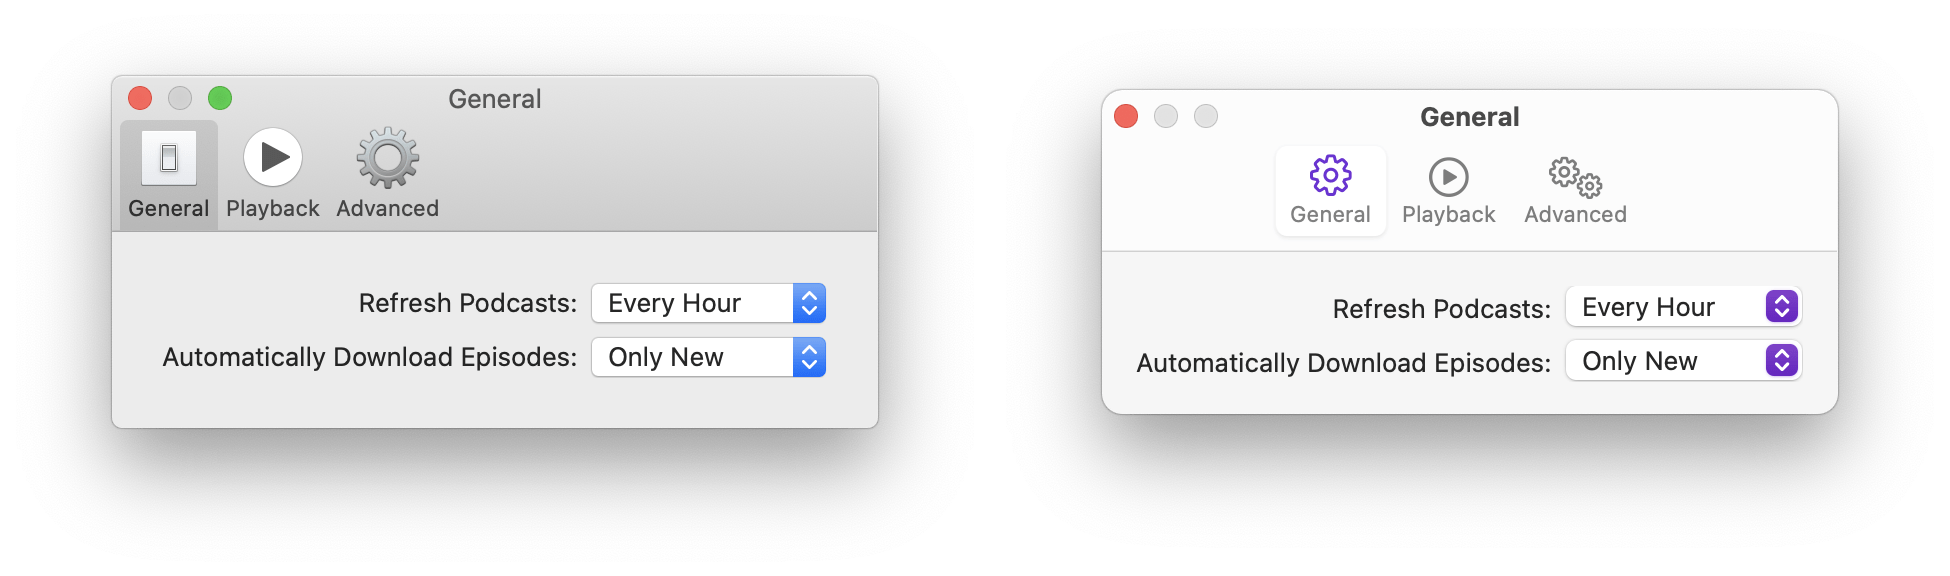 General
General Playback Advanced
Refresh Podcasts: Every Hour
Automatically Download Episodes: Only New
General
General Playback Advanced
Refresh Podcasts: Every Hour
Automatically Download Episodes: Only New